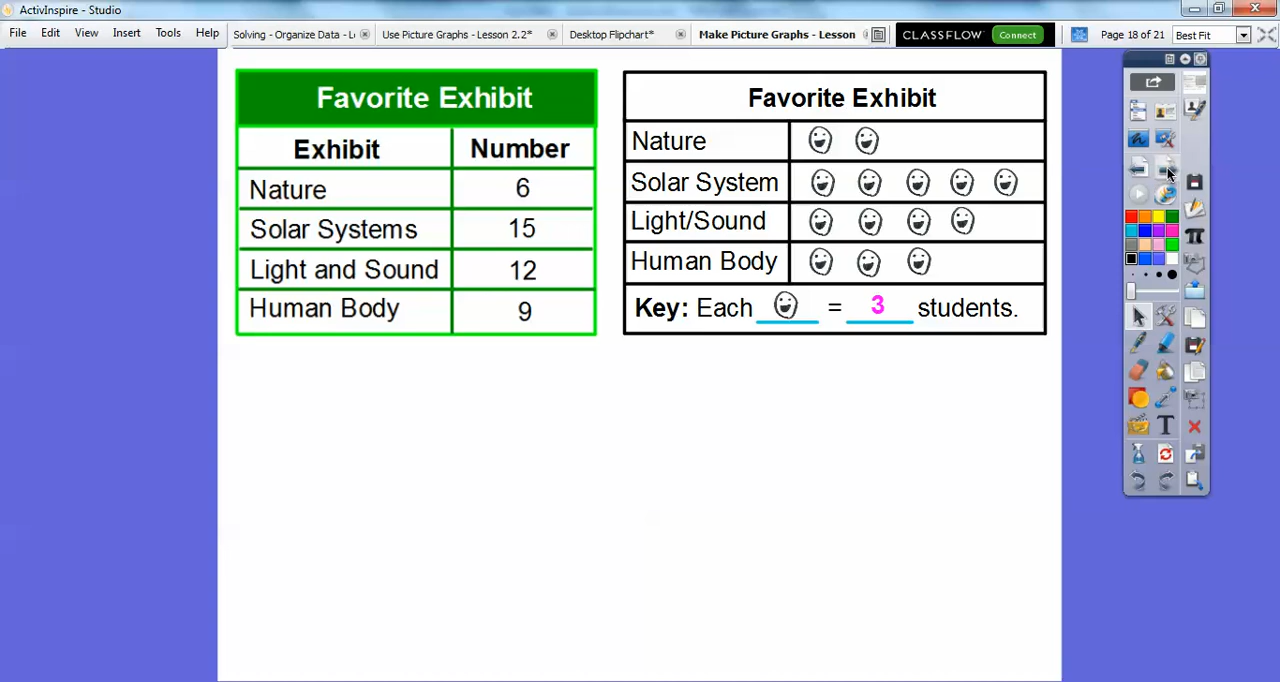 ActivInspire - Studio
File Edit View Insert Tools Help
Solving - Organize Data - L
Use Picture Graphs - Lesson 2.2*
Desktop Flipchart*
Make Picture Graphs - Lesson
CLASSFLOW Connect
Page 18 of 21
Best Fit
Favorite Exhibit
Exhibit Number
Nature 6
Solar Systems 15
Light and Sound 12
Human Body 9
Favorite Exhibit
Nature
Solar System
Light/Sound
Human Body
Key: Each = 3 students.